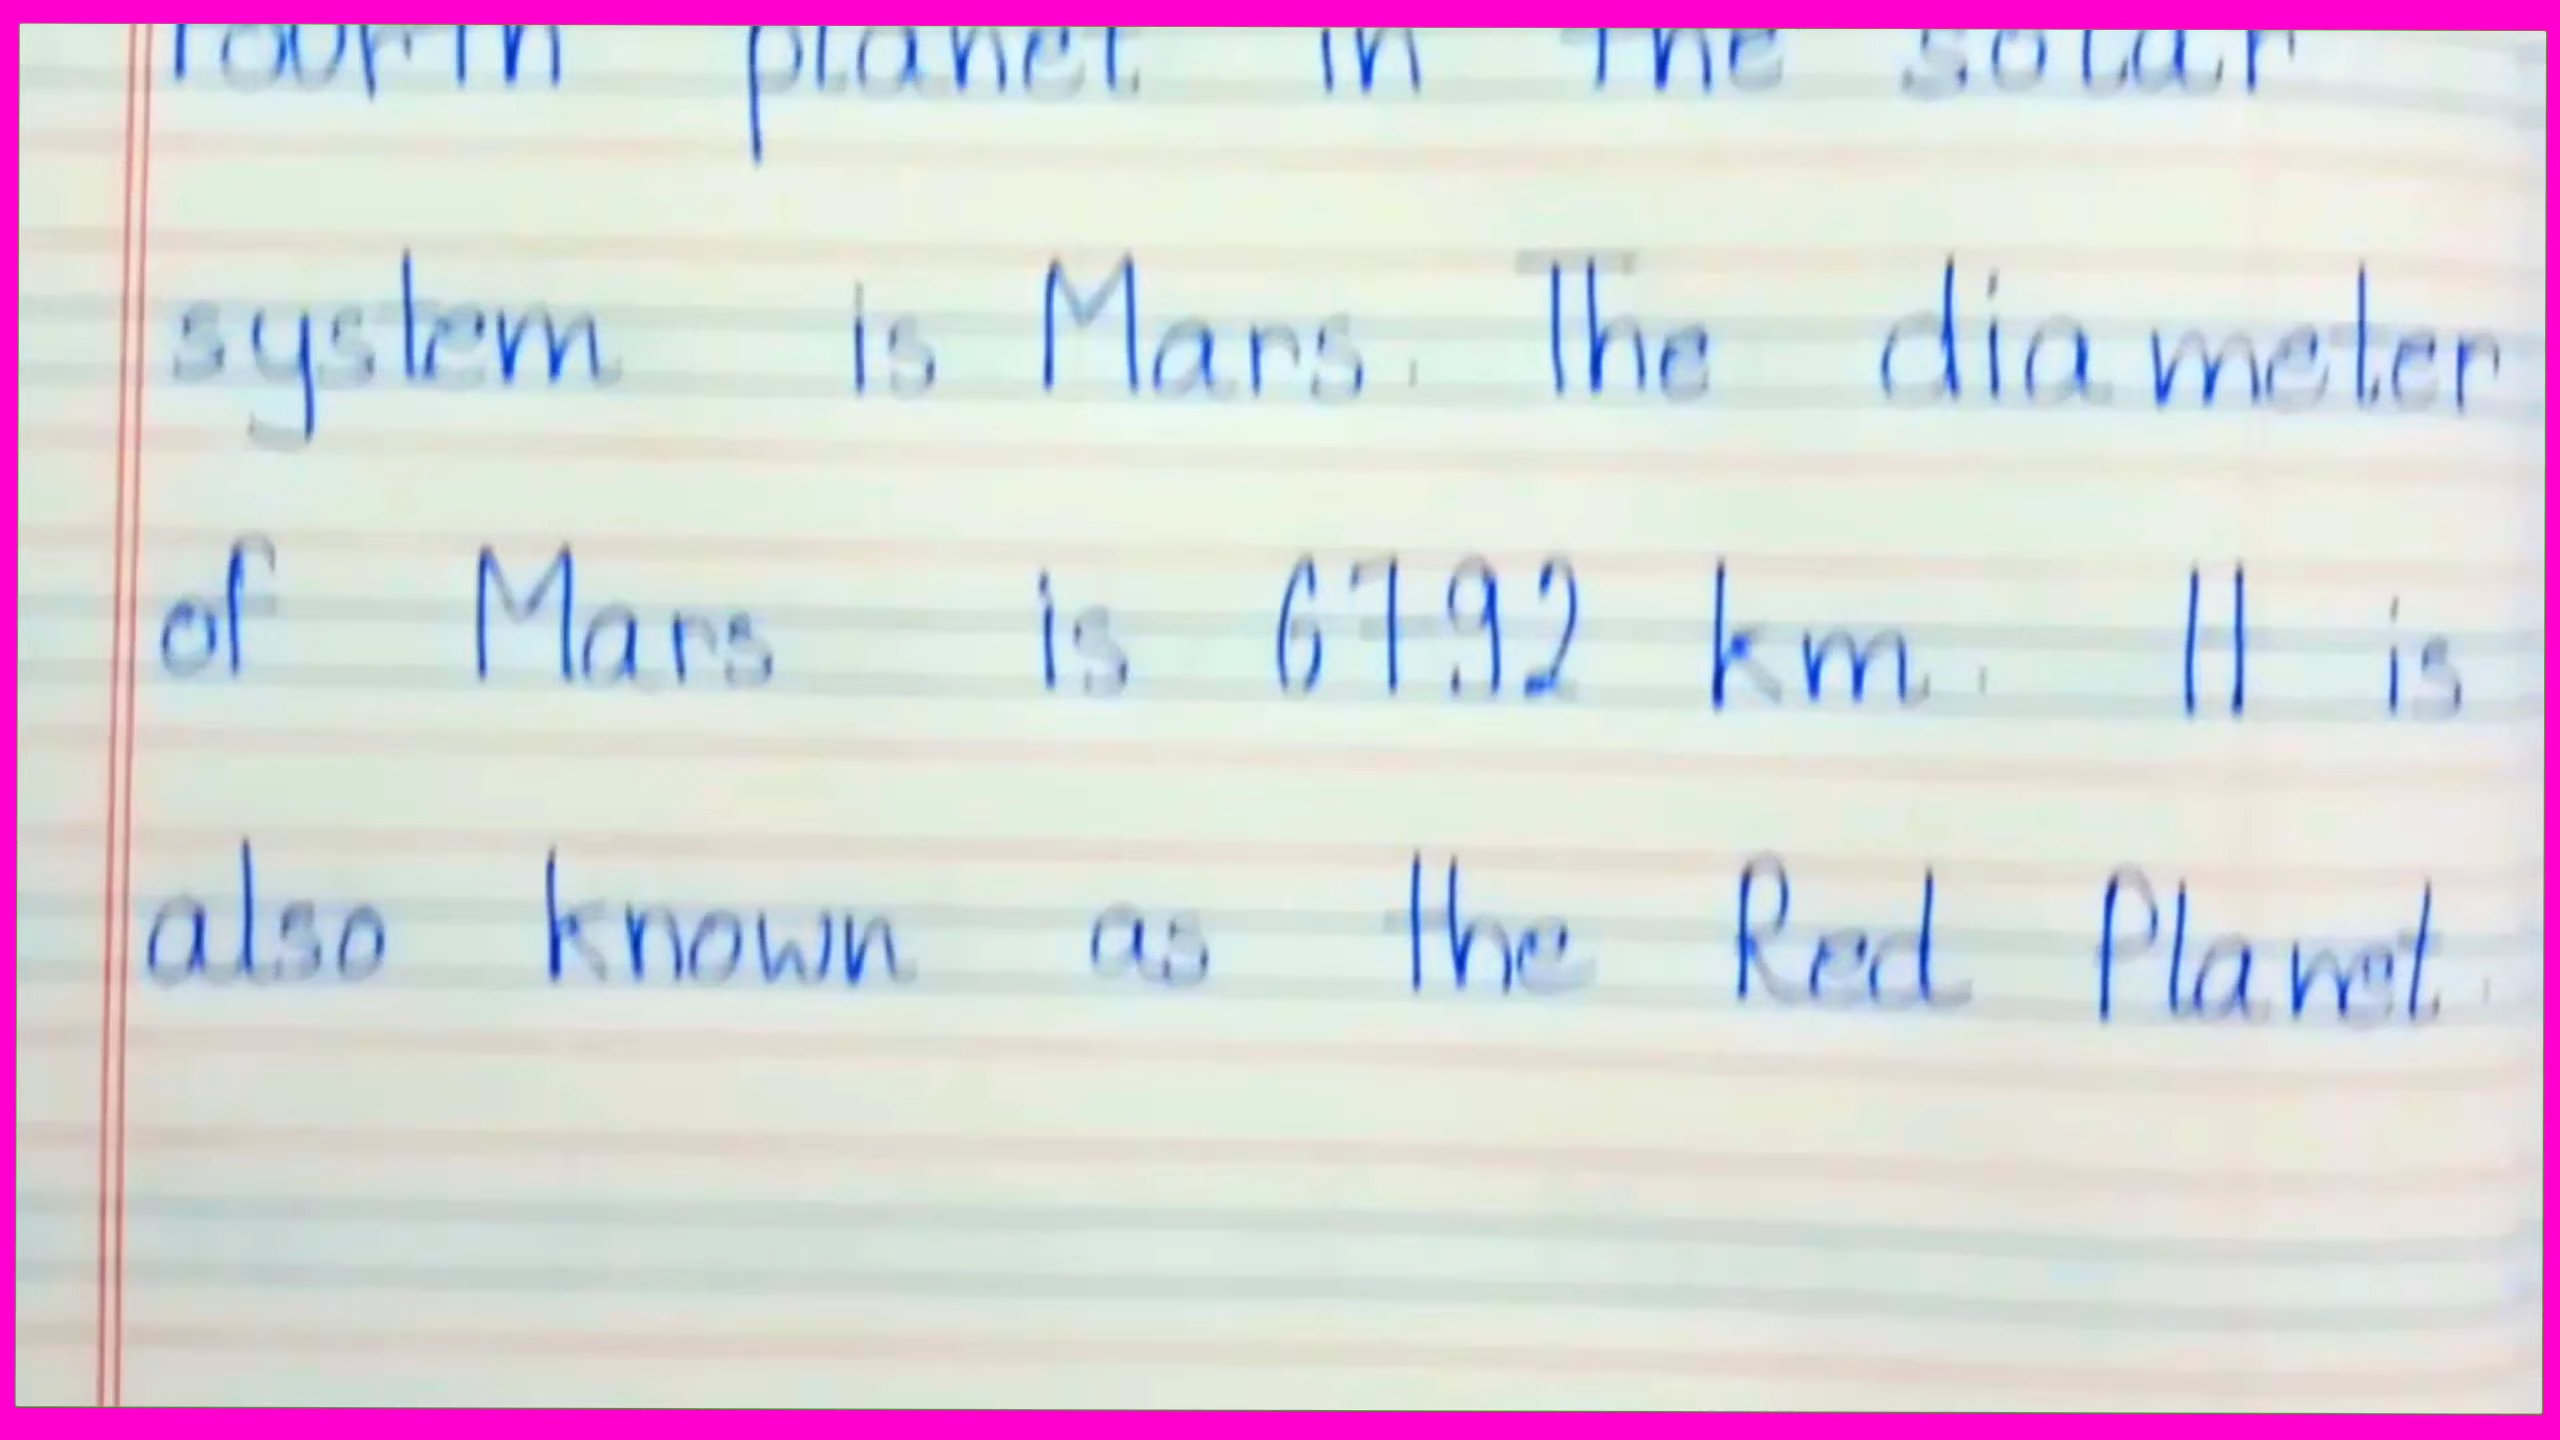 fourth planet in the solar
system is Mars. The diameter
of Mars is 6792 km. It is
also known as the Red Planet.